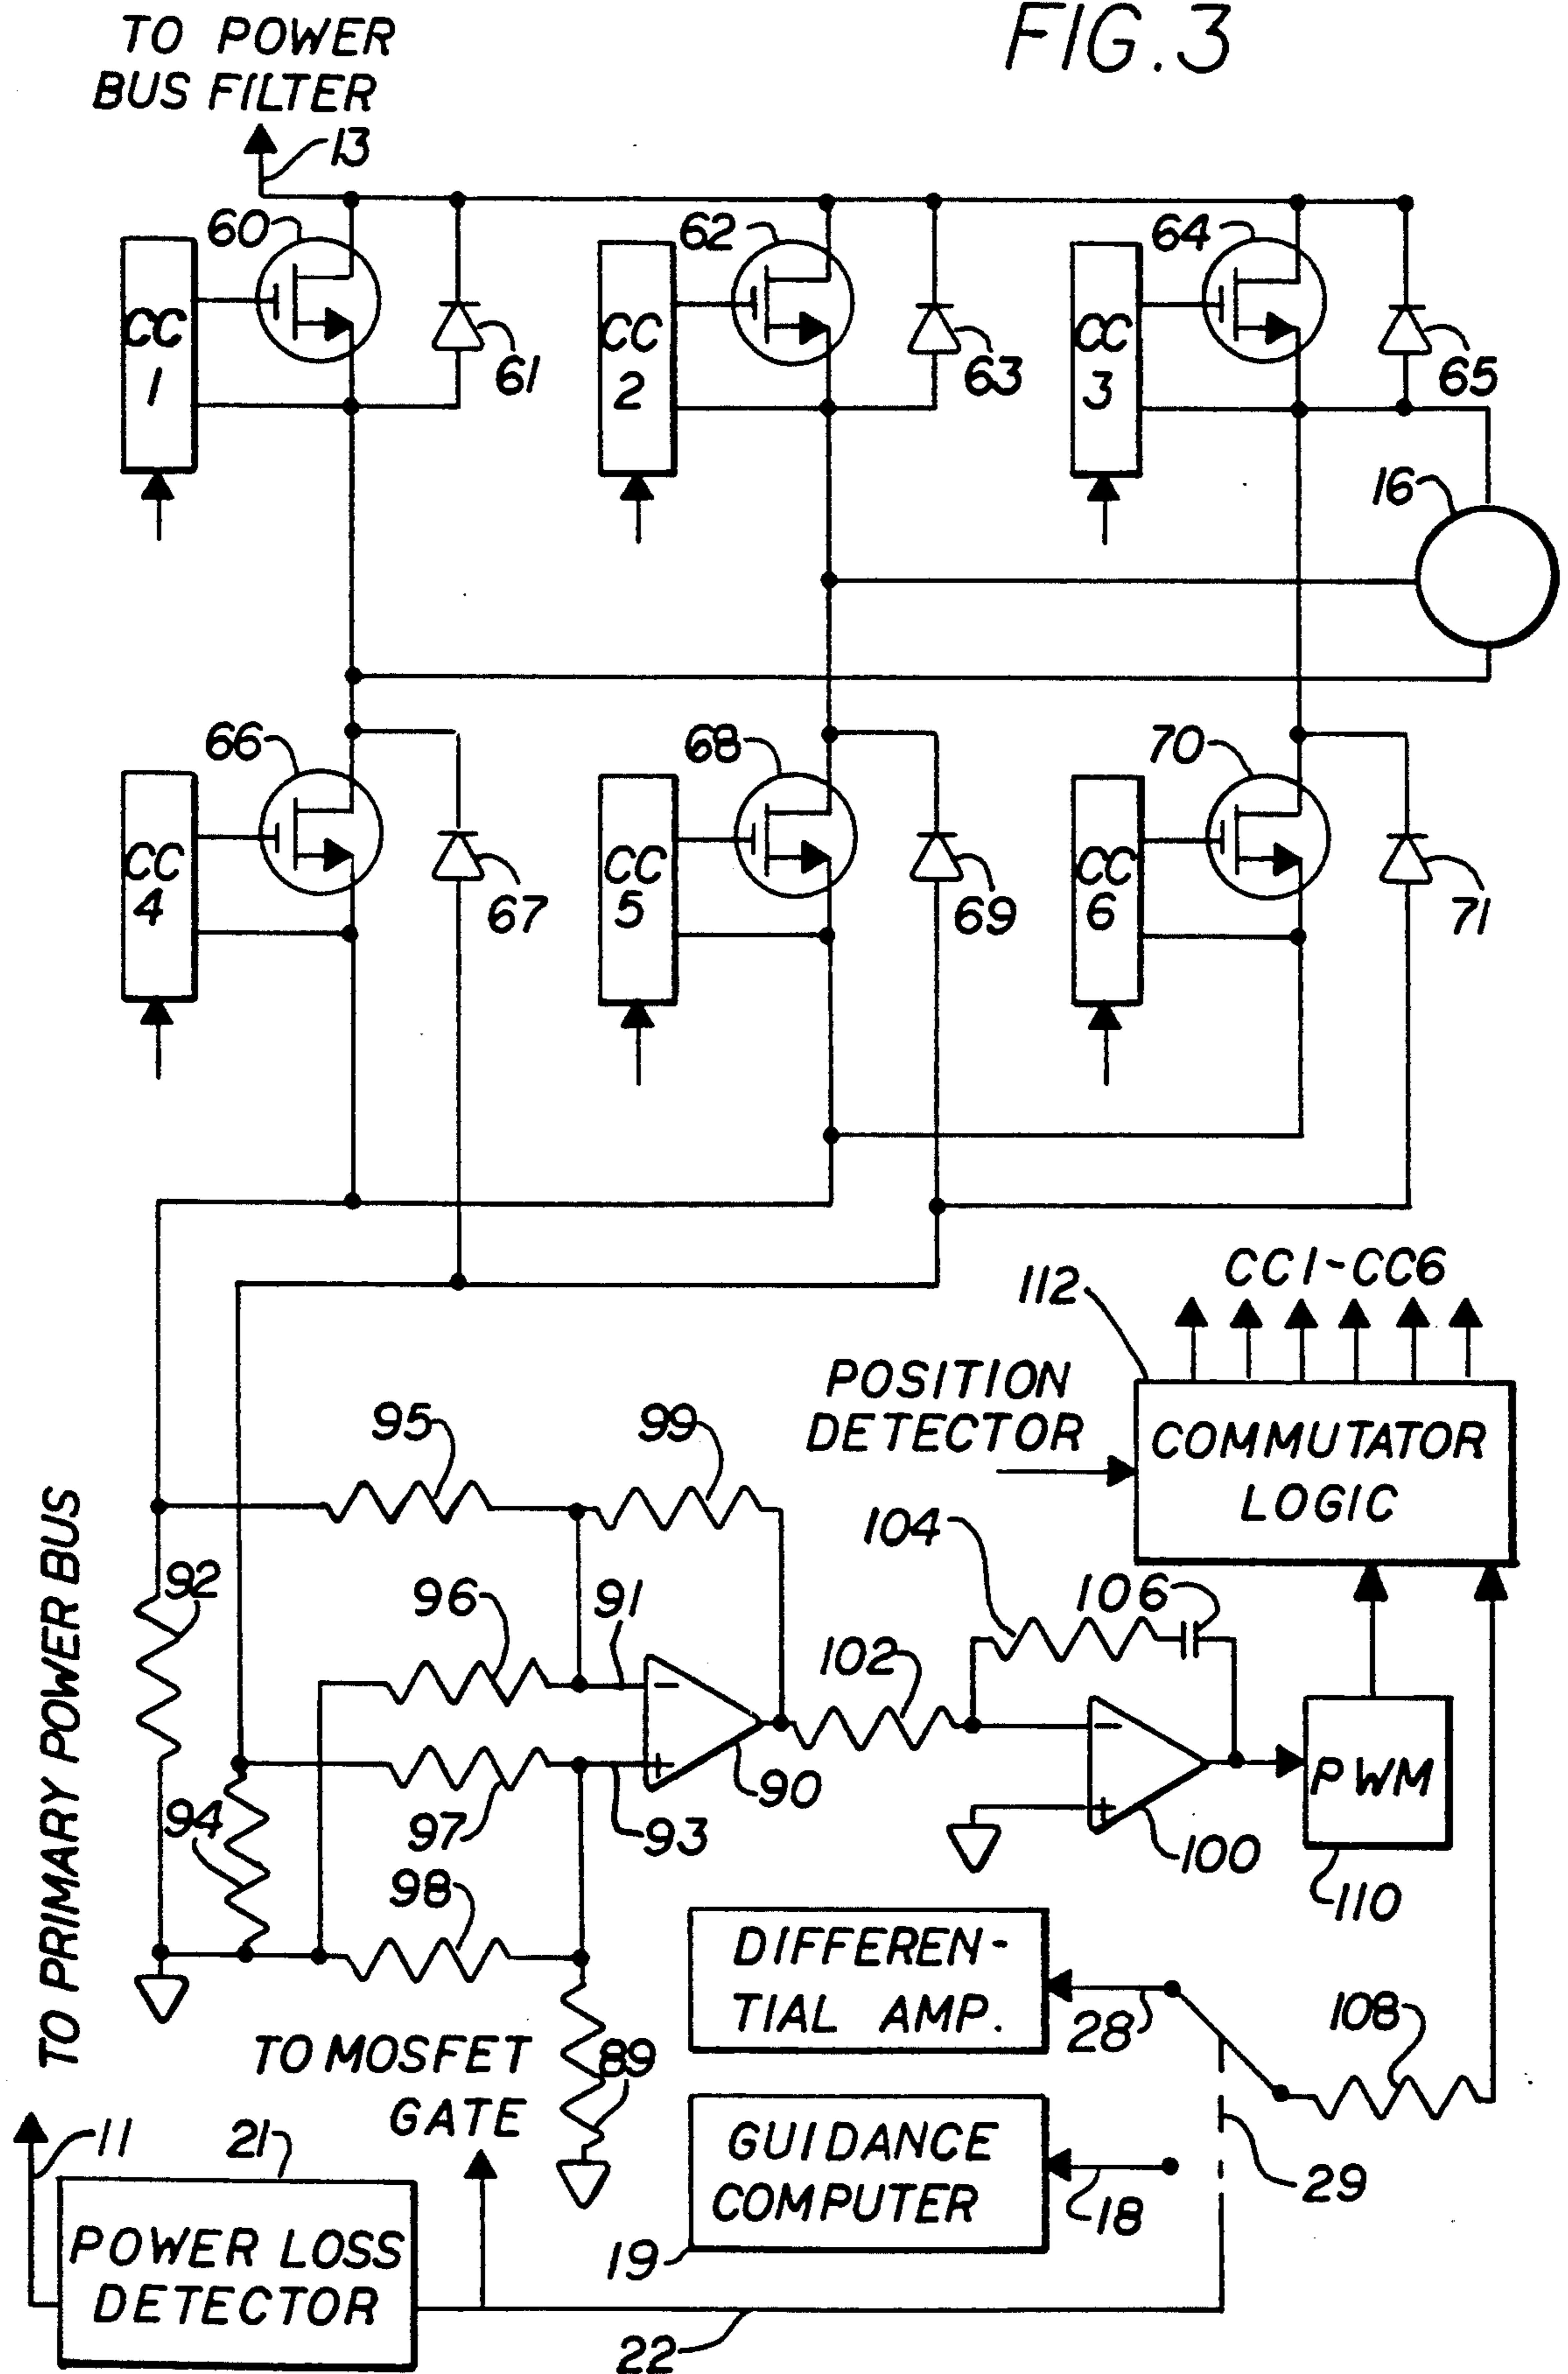 FIG. 3
TO POWER
BUS FILTER
13
60
62
64
CC
1
CC
2
CC
3
61
63
65
16
66
68
70
CC
4
CC
5
CC
6
67
69
71
CC1-CC6
112
POSITION
DETECTOR
COMMUTATOR
LOGIC
95
99
104
106
TO PRIMARY POWER BUS
92
96
91
102
-
-
+
+
90
PWM
94
97
93
100
110
98
DIFFEREN-
TIAL AMP.
28
108
TO MOSFET
GATE
89
11
21
GUIDANCE
COMPUTER
18
29
19
POWER LOSS
DETECTOR
22